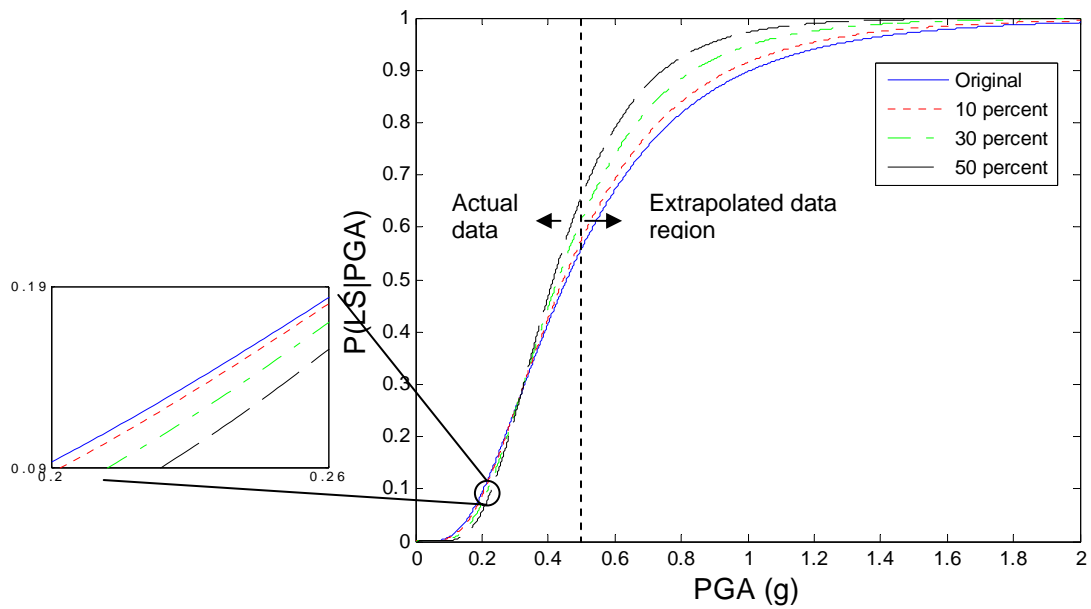 1
0.9
0.8
0.7
0.6
0.5
0.4
0.3
0.2
0.1
0
P(LS|PGA)
Original
10 percent
30 percent
50 percent
Actual
data
Extrapolated data
region
0.19
0.09
0.2
0.26
0
0.2
0.4
0.6
0.8
1
1.2
1.4
1.6
1.8
2
PGA (g)